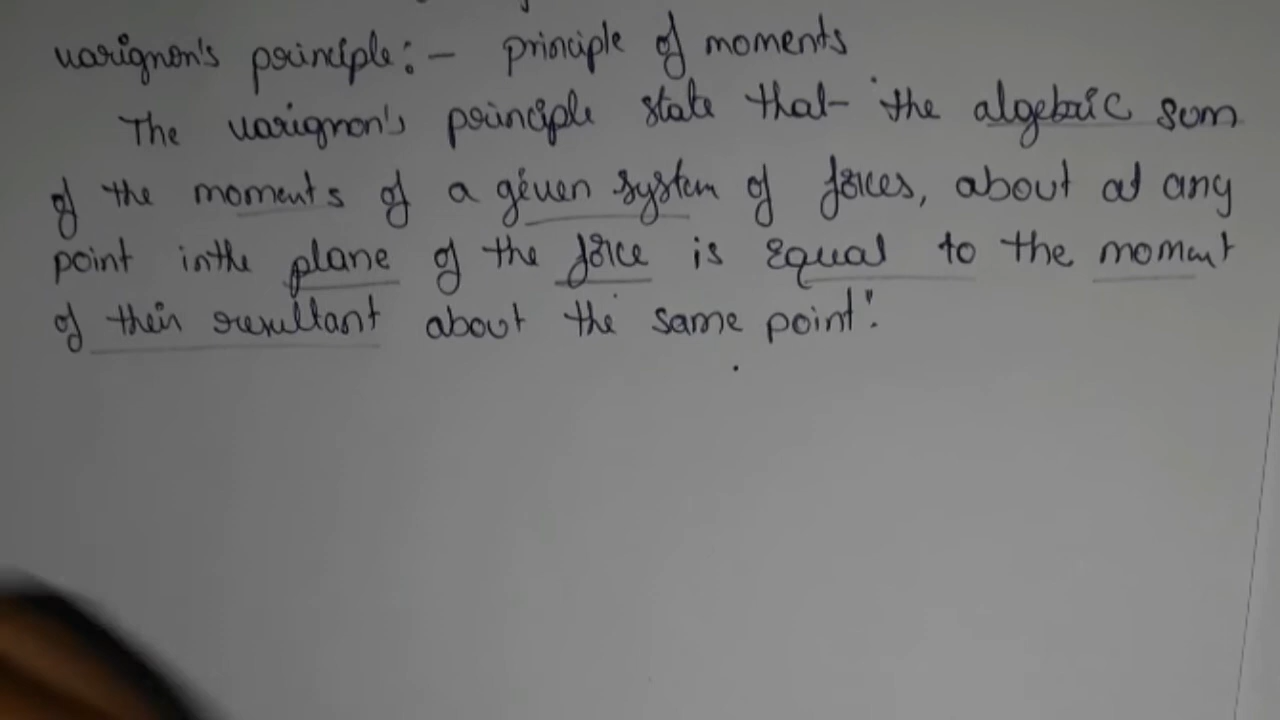 varignon's principle:- principle of moments
The varignon's principle state that "the algebric sum
of the moments of a given system of forces, about at any
point inthe plane of the force is Equal to the moment
of their resultant about the same point".